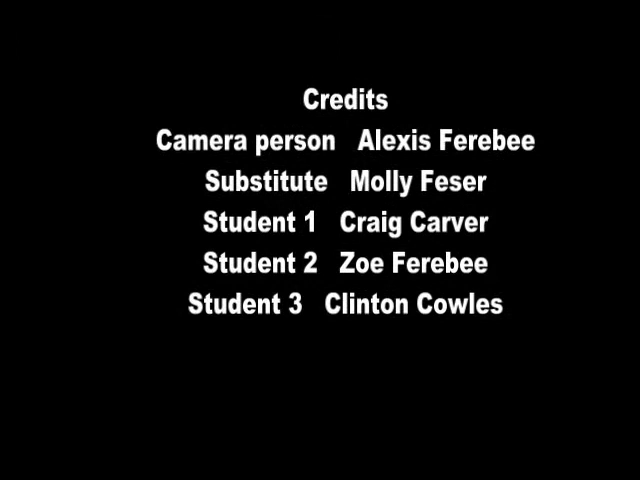 Credits
Camera person Alexis Ferebee
Substitute Molly Feser
Student 1 Craig Carver
Student 2 Zoe Ferebee
Student 3 Clinton Cowles